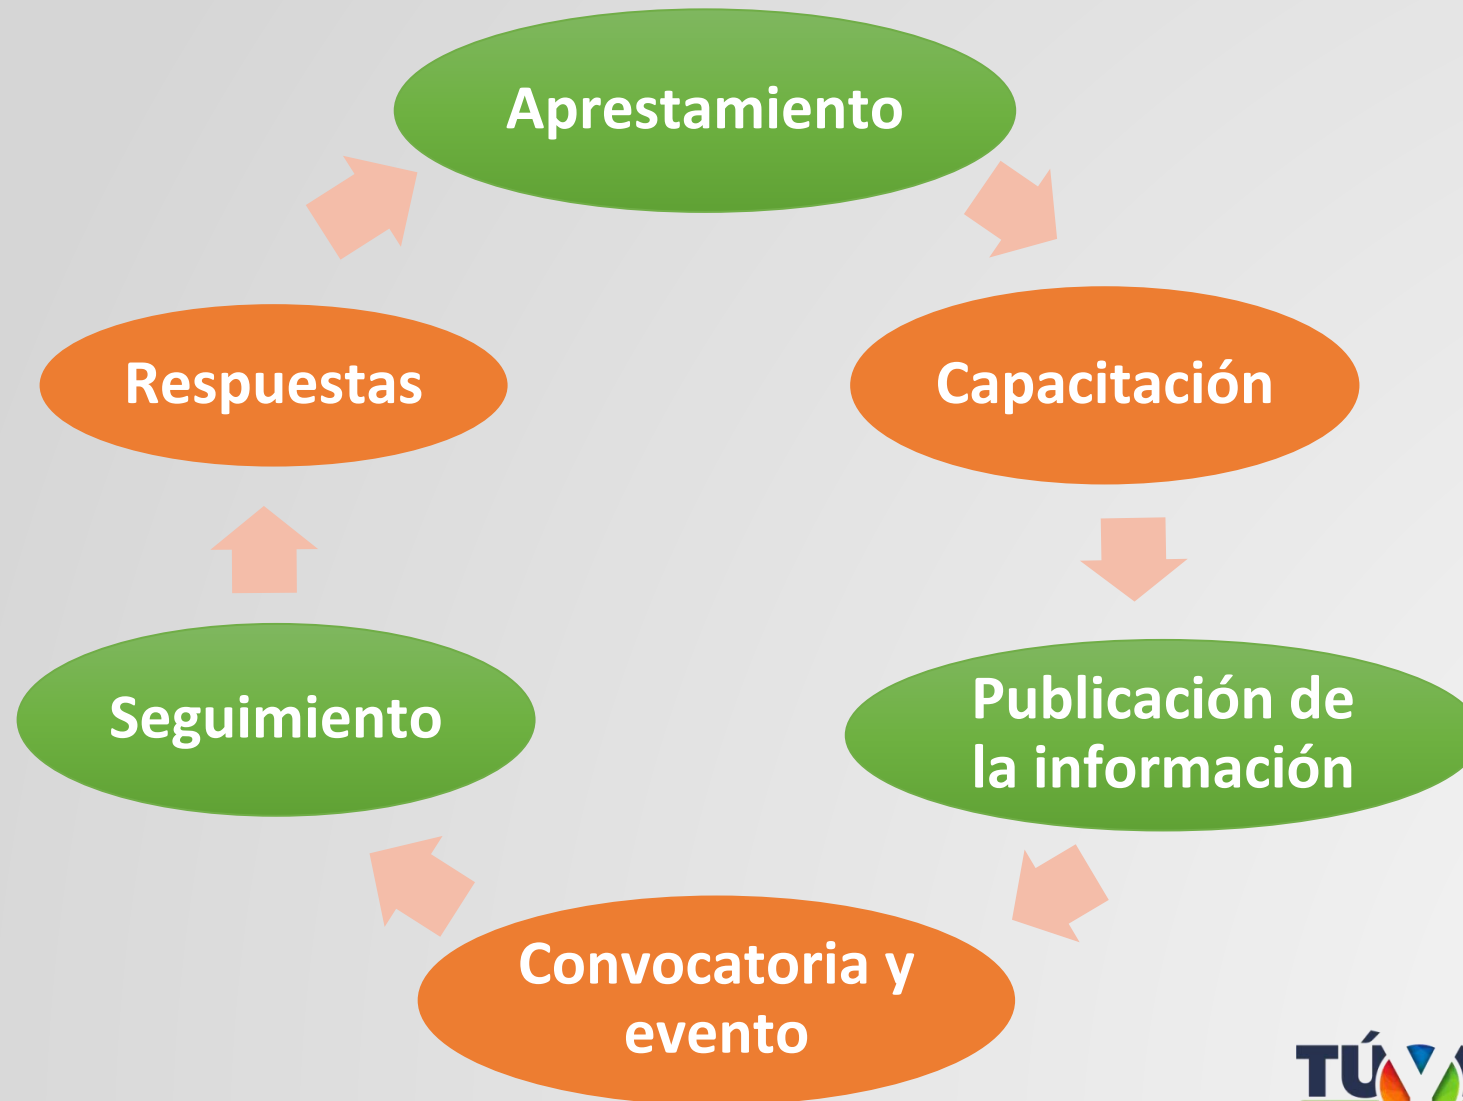 Aprestamiento
Capacitación
Publicación de
la información
Convocatoria y
evento
Seguimiento
Respuestas
TÚ